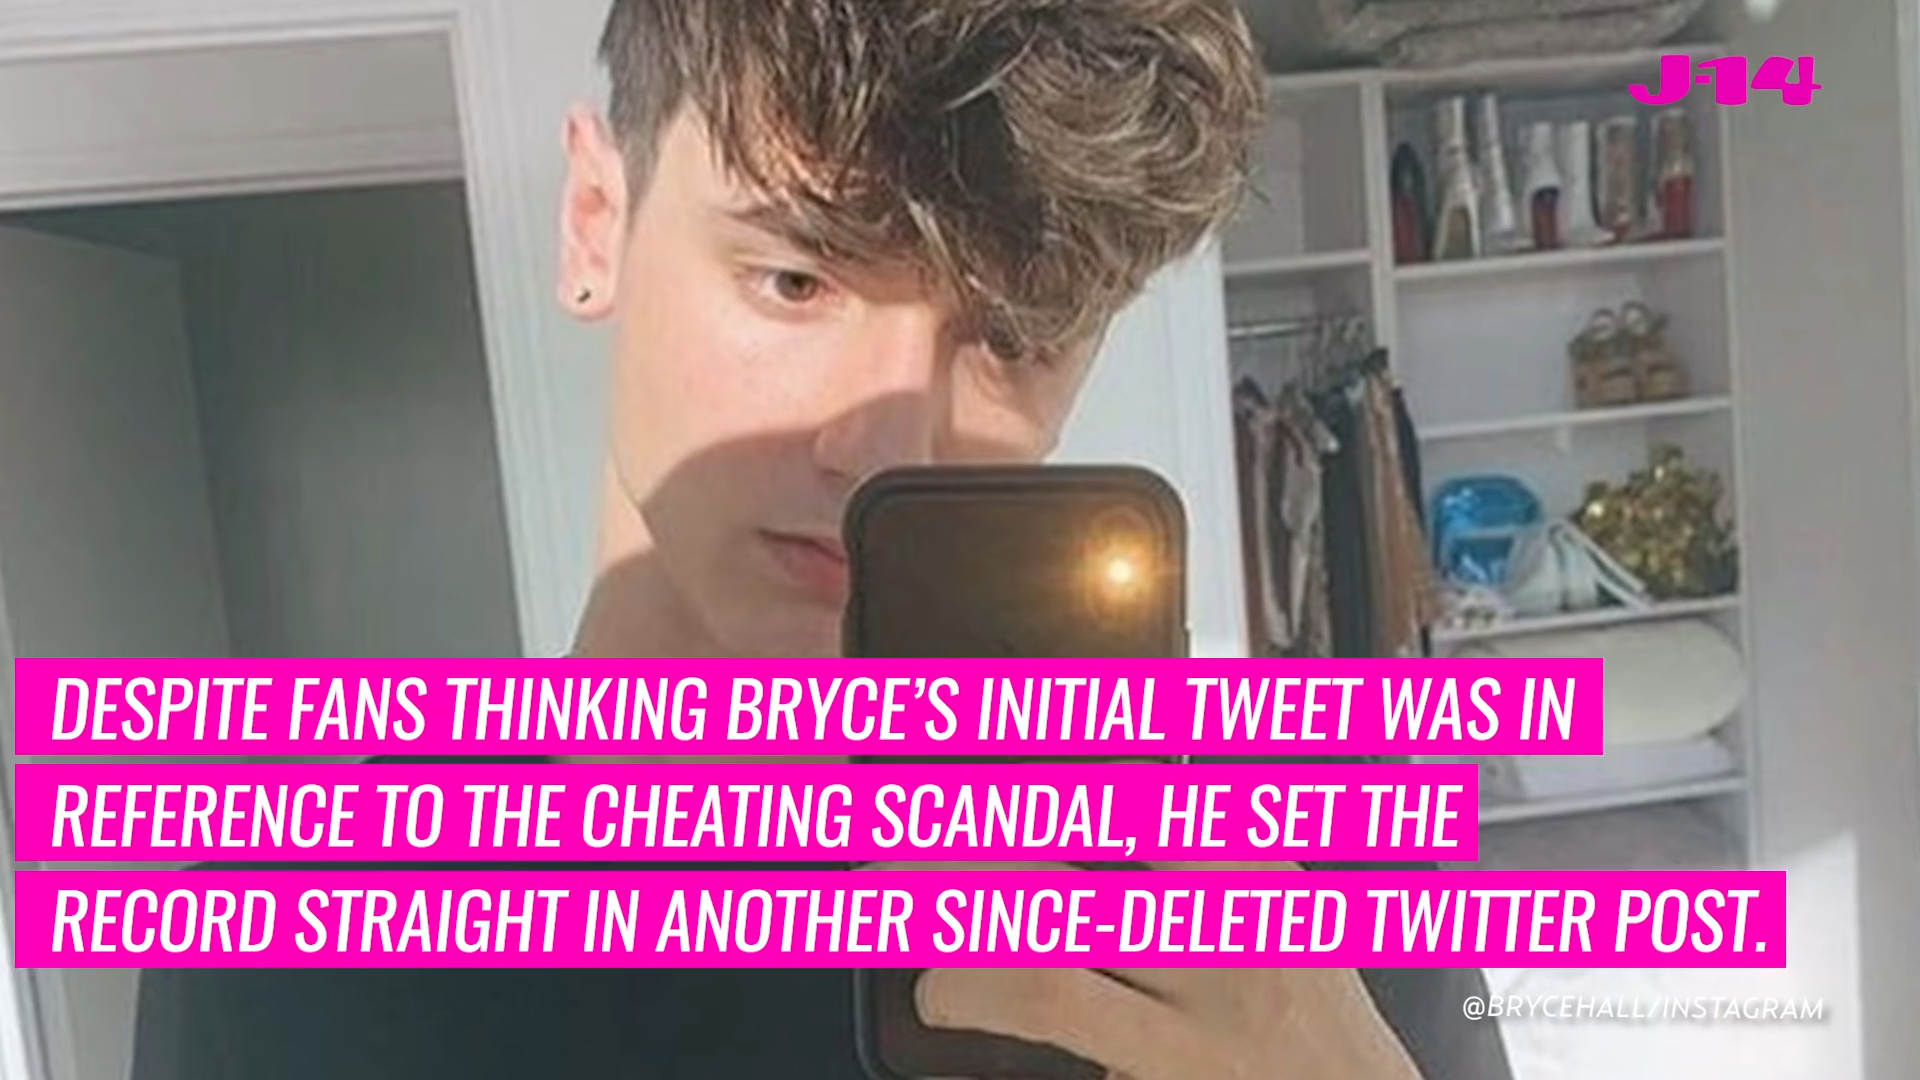 J-14
DESPITE FANS THINKING BRYCE’S INITIAL TWEET WAS IN
REFERENCE TO THE CHEATING SCANDAL, HE SET THE
RECORD STRAIGHT IN ANOTHER SINCE-DELETED TWITTER POST.
@BRYCEHALL/INSTAGRAM